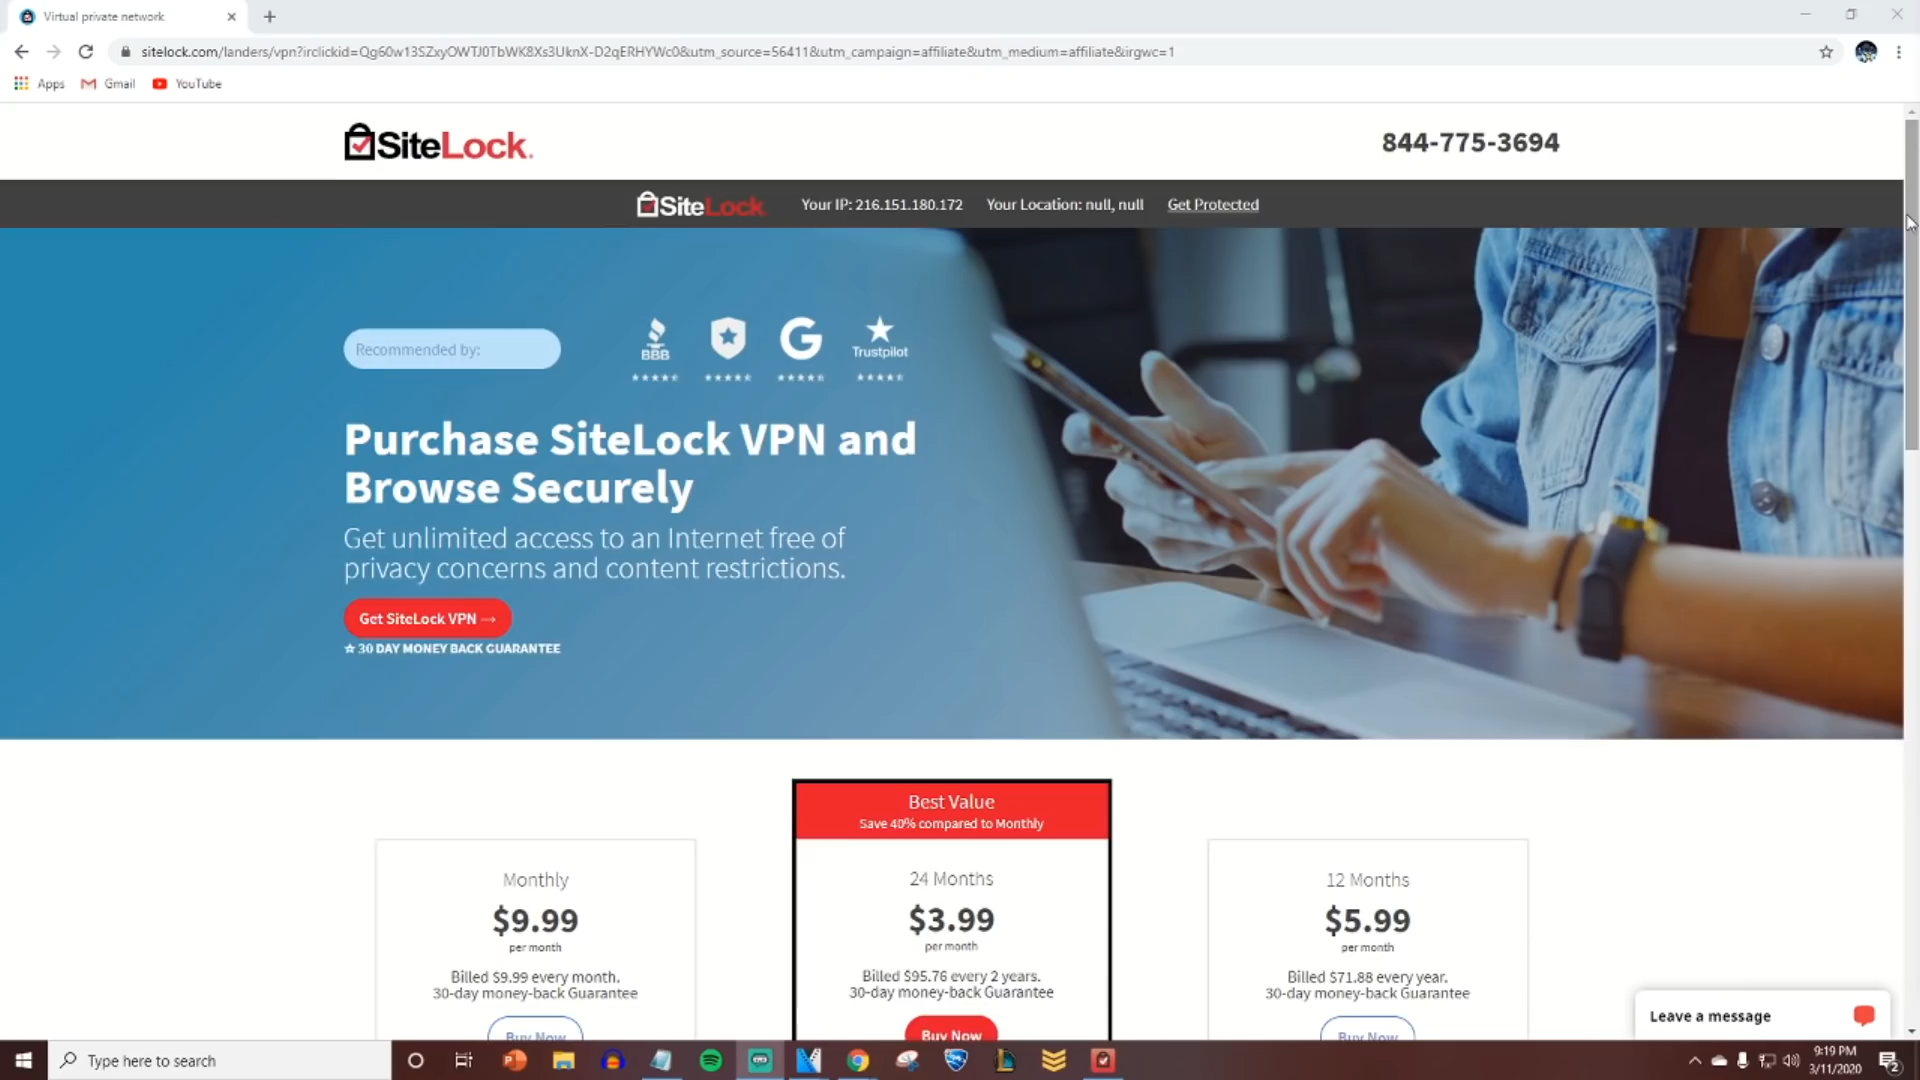 Virtual private network
sitelock.com/landers/vpn?irclickid=Qg60w13SZxyOWTJ0TbWK8Xs3UknX-D2qERHYWc0&utm_source=56411&utm_campaign=affiliate&utm_medium=affiliate&irgwc=1
Apps Gmail YouTube
SiteLock.
844-775-3694
SiteLock. Your IP: 216.151.180.172 Your Location: null, null Get Protected
Recommended by:
BBB
G
Trustpilot
Purchase SiteLock VPN and
Browse Securely
Get unlimited access to an Internet free of
privacy concerns and content restrictions.
Get SiteLock VPN →
☆ 30 DAY MONEY BACK GUARANTEE
Best Value
Save 40% compared to Monthly
Monthly
$9.99
per month
Billed $9.99 every month.
30-day money-back Guarantee
Buy Now
24 Months
$3.99
per month
Billed $95.76 every 2 years.
30-day money-back Guarantee
Buy Now
12 Months
$5.99
per month
Billed $71.88 every year.
30-day money-back Guarantee
Buy Now
Leave a message
Type here to search
9:19 PM
3/11/2020
2